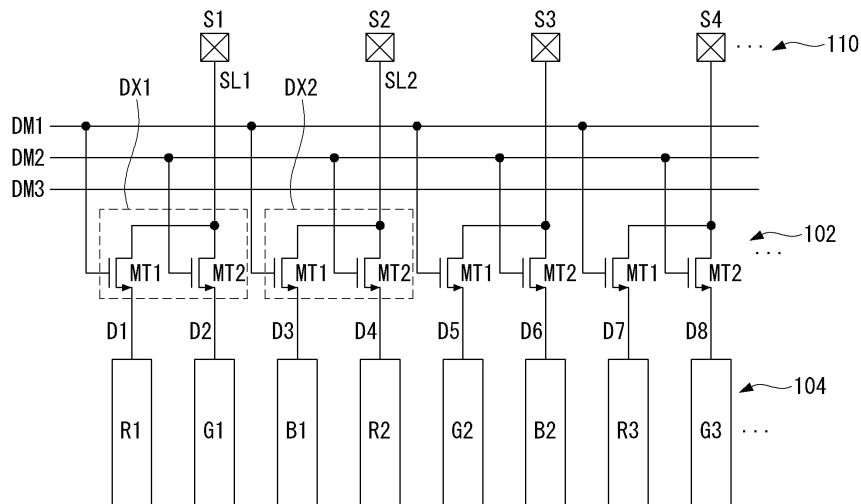 S1 S2 S3 S4 ··· 110
DX1 SL1 DX2 SL2
DM1
DM2
DM3
102
···
MT1 MT2 MT1 MT2 MT1 MT2 MT1 MT2
D1 D2 D3 D4 D5 D6 D7 D8
104
R1 G1 B1 R2 G2 B2 R3 G3 ···